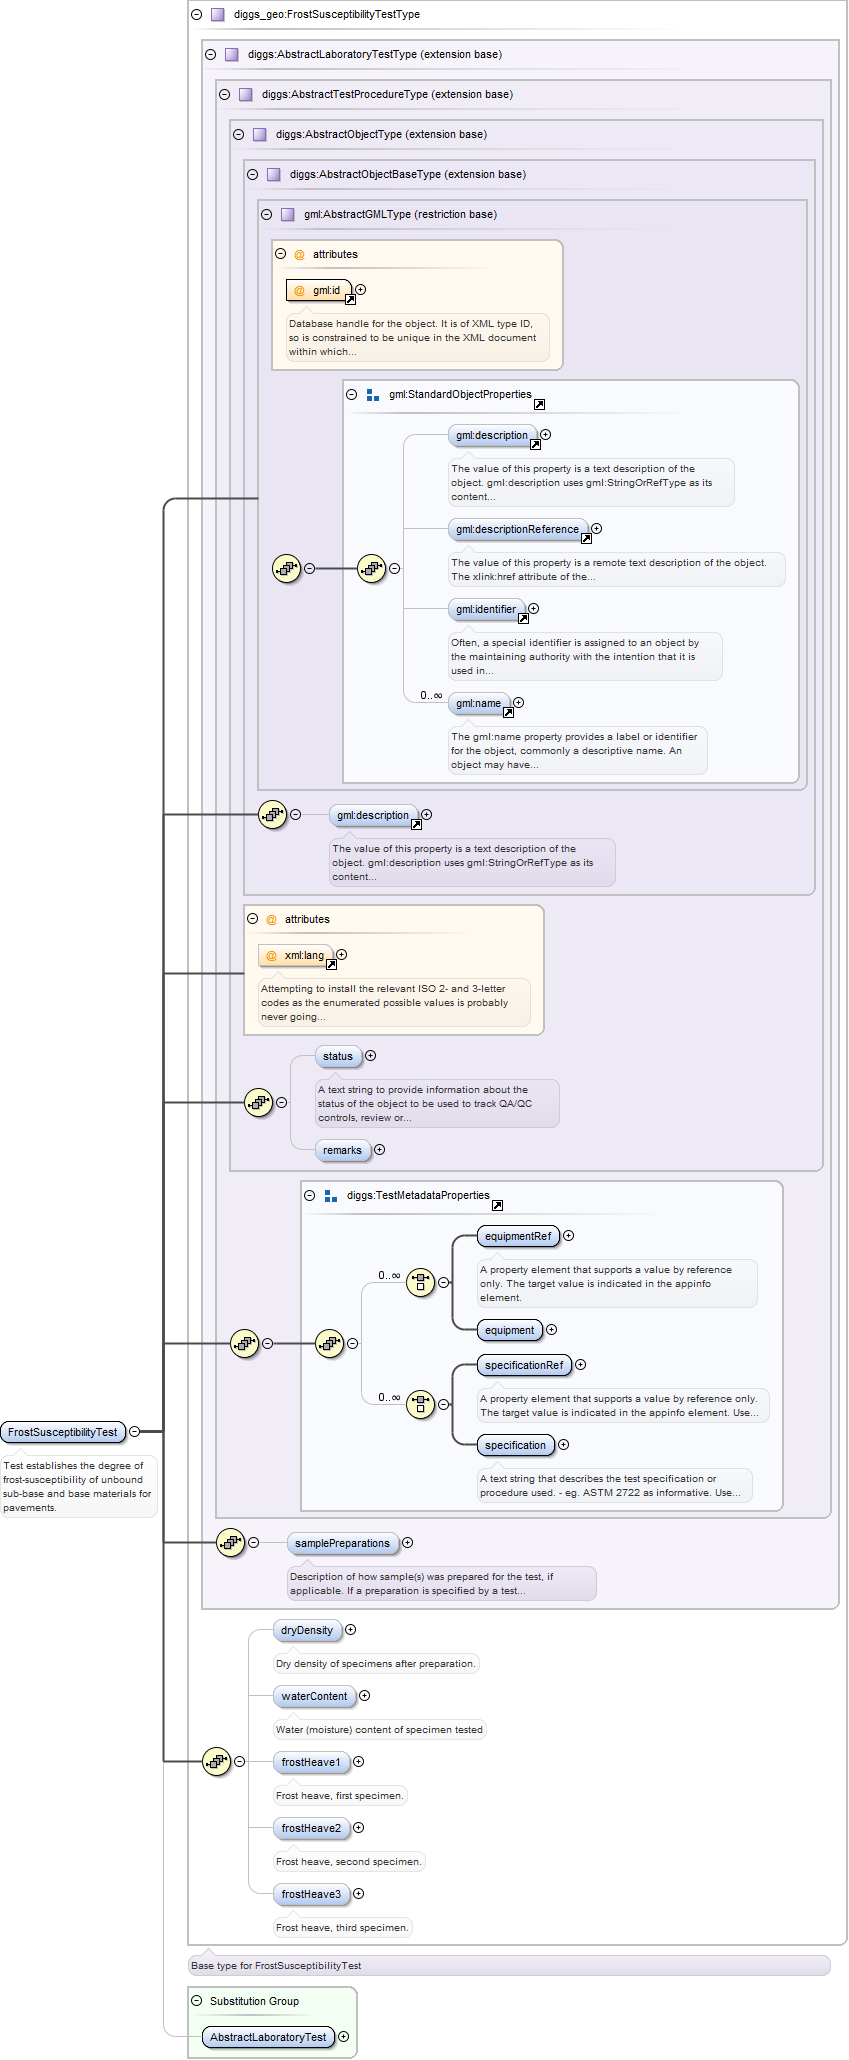 diggs_geo:FrostSusceptibilityTestType
diggs:AbstractLaboratoryTestType (extension base)
diggs:AbstractTestProcedureType (extension base)
diggs:AbstractObjectType (extension base)
diggs:AbstractObjectBaseType (extension base)
gml:AbstractGMLType (restriction base)
@ attributes
@ gml:id
Database handle for the object. It is of XML type ID,
so is constrained to be unique in the XML document
within which...
gml:StandardObjectProperties
gml:description
The value of this property is a text description of the
object. gml:description uses gml:StringOrRefType as its
content...
gml:descriptionReference
The value of this property is a remote text description of the object.
The xlink:href attribute of the...
gml:identifier
Often, a special identifier is assigned to an object by
the maintaining authority with the intention that it is
used in...
0..∞
gml:name
The gml:name property provides a label or identifier
for the object, commonly a descriptive name. An
object may have...
gml:description
The value of this property is a text description of the
object. gml:description uses gml:StringOrRefType as its
content...
@ attributes
@ xml:lang
Attempting to install the relevant ISO 2- and 3-letter
codes as the enumerated possible values is probably
never going...
status
A text string to provide information about the
status of the object to be used to track QA/QC
controls, review or...
remarks
diggs:TestMetadataProperties
equipmentRef
0..∞
A property element that supports a value by reference
only. The target value is indicated in the appinfo
element.
equipment
specificationRef
0..∞
A property element that supports a value by reference only.
The target value is indicated in the appinfo element. Use...
specification
A text string that describes the test specification or
procedure used. - eg. ASTM 2722 as informative. Use...
FrostSusceptibilityTest
Test establishes the degree of
frost-susceptibility of unbound
sub-base and base materials for
pavements.
samplePreparations
Description of how sample(s) was prepared for the test, if
applicable. If a preparation is specified by a test...
dryDensity
Dry density of specimens after preparation.
waterContent
Water (moisture) content of specimen tested
frostHeave1
Frost heave, first specimen.
frostHeave2
Frost heave, second specimen.
frostHeave3
Frost heave, third specimen.
Base type for FrostSusceptibilityTest
Substitution Group
AbstractLaboratoryTest